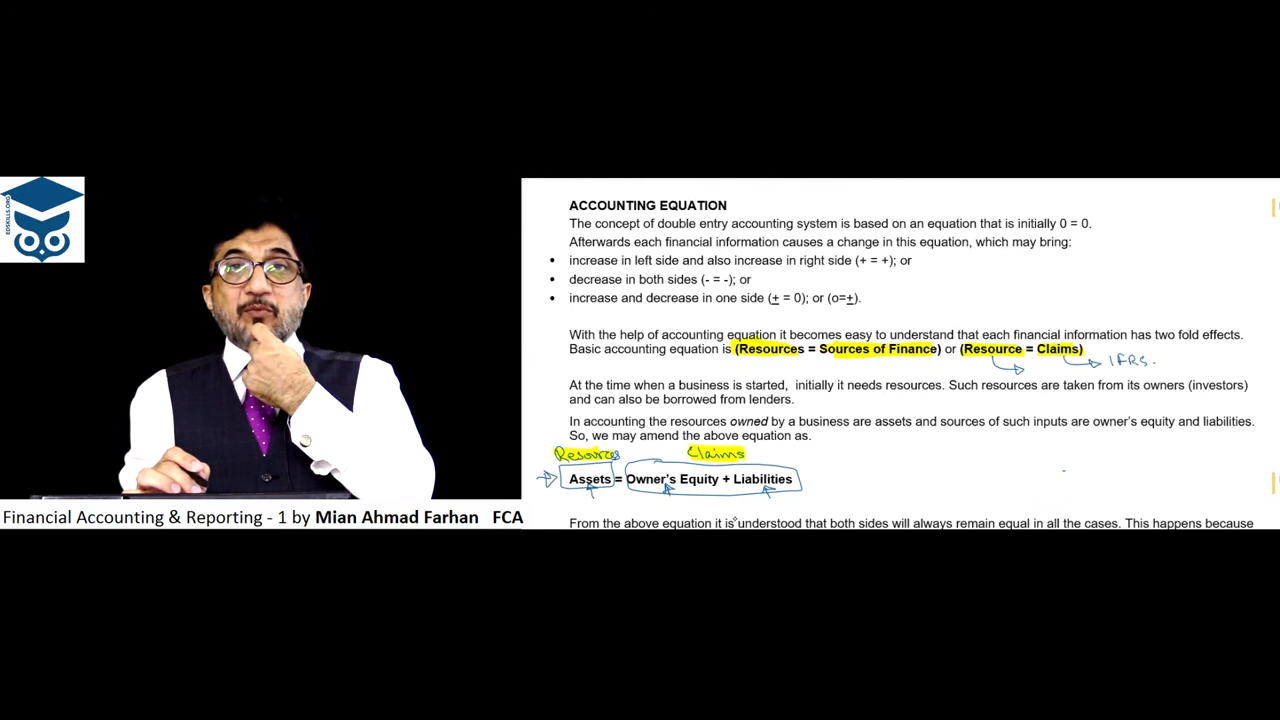 EDSKILLS.ORG
Financial Accounting & Reporting - 1 by Mian Ahmad Farhan FCA
ACCOUNTING EQUATION
The concept of double entry accounting system is based on an equation that is initially 0 = 0.
Afterwards each financial information causes a change in this equation, which may bring:
• increase in left side and also increase in right side (+ = +); or
• decrease in both sides (- = -); or
• increase and decrease in one side (± = 0); or (o=±).
With the help of accounting equation it becomes easy to understand that each financial information has two fold effects.
Basic accounting equation is (Resources = Sources of Finance) or (Resource = Claims)
IFRS.
At the time when a business is started, initially it needs resources. Such resources are taken from its owners (investors)
and can also be borrowed from lenders.
In accounting the resources owned by a business are assets and sources of such inputs are owner's equity and liabilities.
So, we may amend the above equation as.
Resources Claims
Assets = Owner's Equity + Liabilities
From the above equation it is understood that both sides will always remain equal in all the cases. This happens because